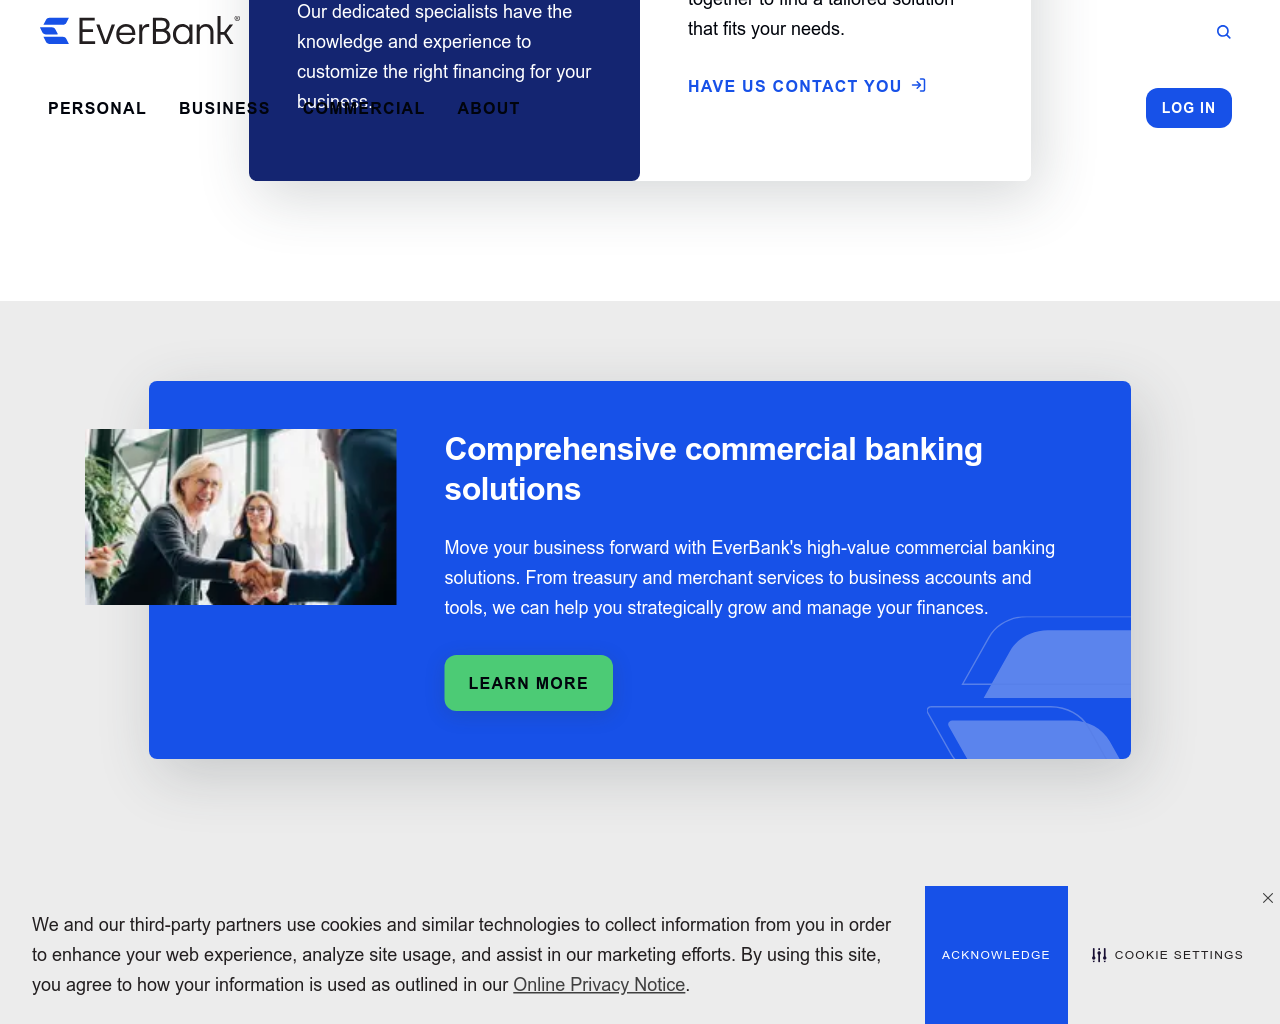 EverBank®
Our dedicated specialists have the
knowledge and experience to
customize the right financing for your
business.
that fits your needs.
HAVE US CONTACT YOU
PERSONAL BUSINESS COMMERCIAL ABOUT
LOG IN
Comprehensive commercial banking
solutions
Move your business forward with EverBank's high-value commercial banking
solutions. From treasury and merchant services to business accounts and
tools, we can help you strategically grow and manage your finances.
LEARN MORE
We and our third-party partners use cookies and similar technologies to collect information from you in order
to enhance your web experience, analyze site usage, and assist in our marketing efforts. By using this site,
you agree to how your information is used as outlined in our Online Privacy Notice.
ACKNOWLEDGE
COOKIE SETTINGS